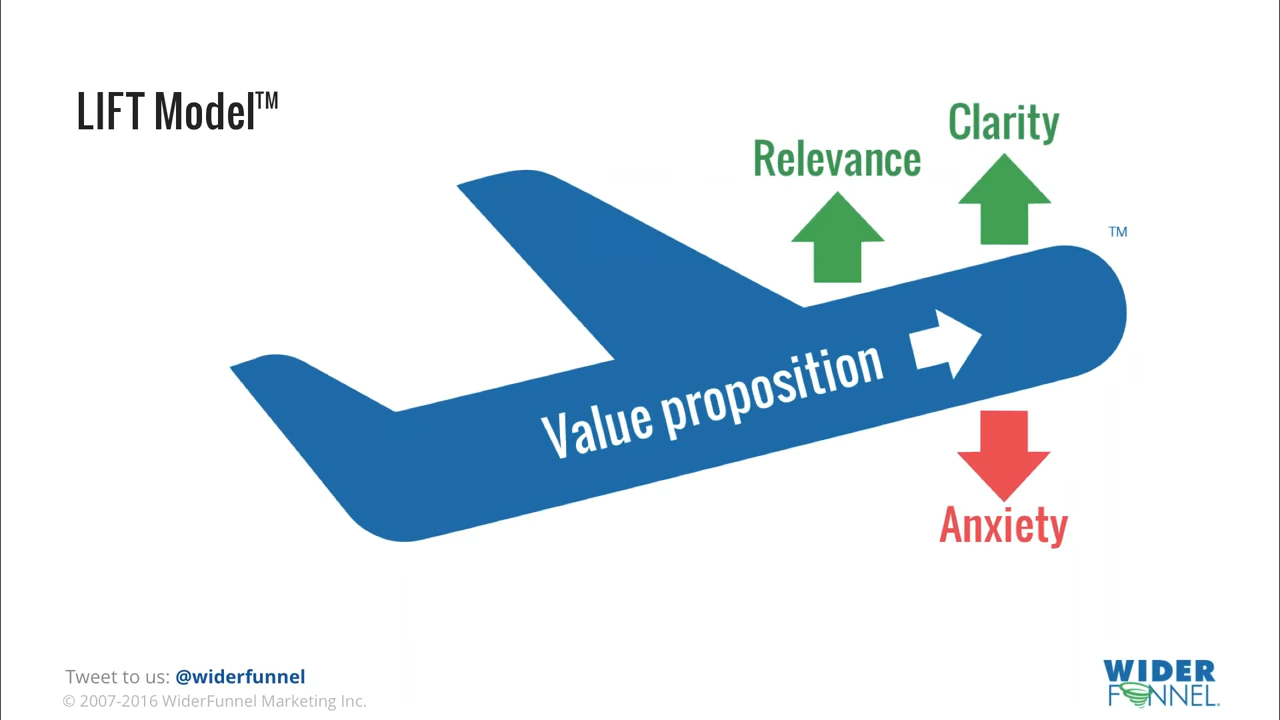 LIFT Model™
Clarity
Relevance
TM
Value proposition
Anxiety
Tweet to us: @widerfunnel
© 2007-2016 WiderFunnel Marketing Inc.
WIDER
FUNNEL